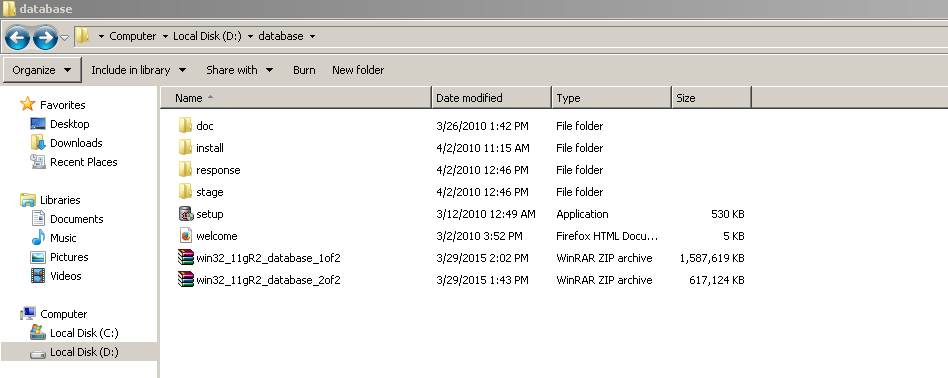 database
Computer Local Disk (D:) database
Organize Include in library Share with Burn New folder
Favorites
Desktop
Downloads
Recent Places
Libraries
Documents
Music
Pictures
Videos
Computer
Local Disk (C:)
Local Disk (D:)
Name Date modified Type Size
doc 3/26/2010 1:42 PM File folder
install 4/2/2010 11:15 AM File folder
response 4/2/2010 12:46 PM File folder
stage 4/2/2010 12:46 PM File folder
setup 3/12/2010 12:49 AM Application 530 KB
welcome 3/2/2010 3:52 PM Firefox HTML Docu... 5 KB
win32_11gR2_database_1of2 3/29/2015 2:02 PM WinRAR ZIP archive 1,587,619 KB
win32_11gR2_database_2of2 3/29/2015 1:43 PM WinRAR ZIP archive 617,124 KB